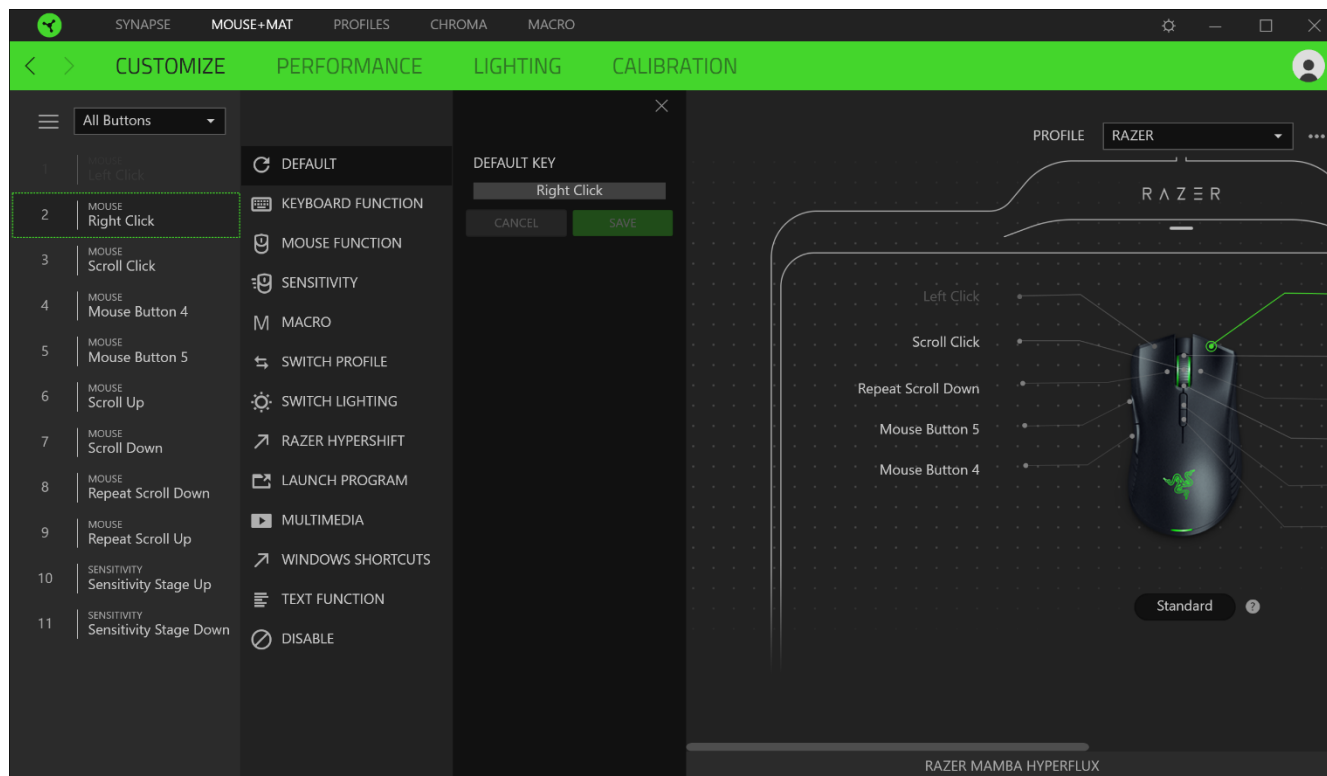 SYNAPSE MOUSE+MAT PROFILES CHROMA MACRO
CUSTOMIZE PERFORMANCE LIGHTING CALIBRATION
All Buttons
1 MOUSE
Left Click
2 MOUSE
Right Click
3 MOUSE
Scroll Click
4 MOUSE
Mouse Button 4
5 MOUSE
Mouse Button 5
6 MOUSE
Scroll Up
7 MOUSE
Scroll Down
8 MOUSE
Repeat Scroll Down
9 MOUSE
Repeat Scroll Up
10 SENSITIVITY
Sensitivity Stage Up
11 SENSITIVITY
Sensitivity Stage Down
DEFAULT
KEYBOARD FUNCTION
MOUSE FUNCTION
SENSITIVITY
MACRO
SWITCH PROFILE
SWITCH LIGHTING
RAZER HYPERSHIFT
LAUNCH PROGRAM
MULTIMEDIA
WINDOWS SHORTCUTS
TEXT FUNCTION
DISABLE
DEFAULT KEY
Right Click
CANCEL SAVE
PROFILE RAZER
RAZER
Left Click
Scroll Click
Repeat Scroll Down
Mouse Button 5
Mouse Button 4
Standard ?
RAZER MAMBA HYPERFLUX